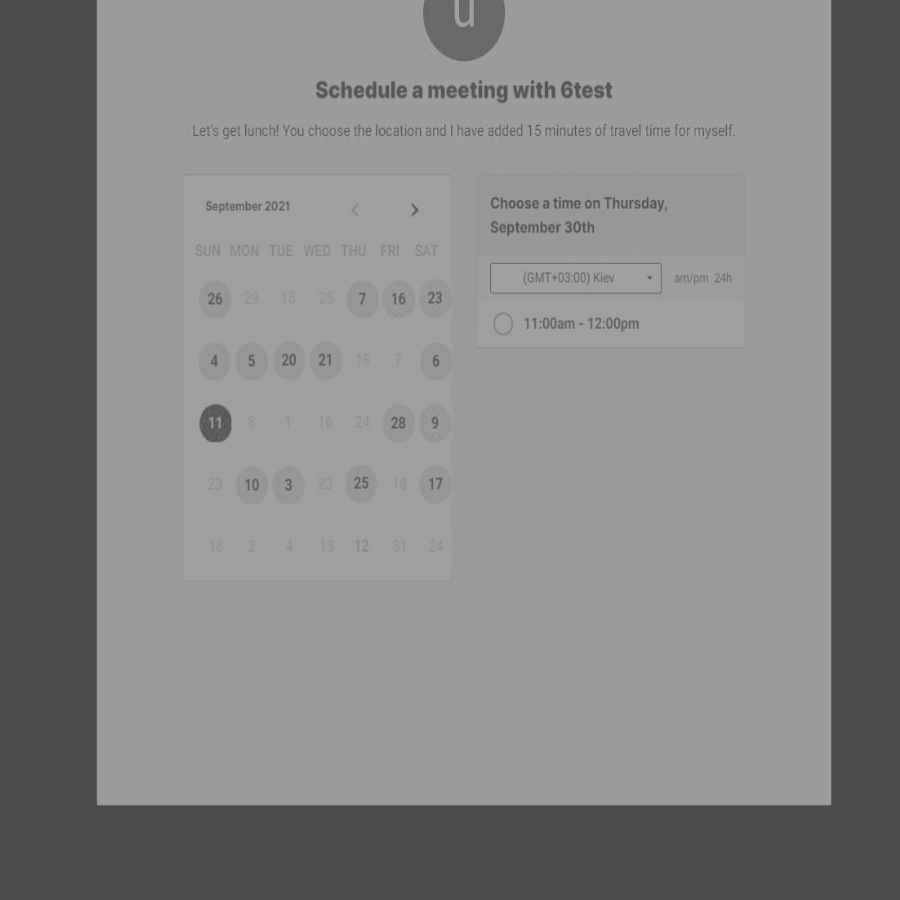 u
Schedule a meeting with 6test
Let's get lunch! You choose the location and I have added 15 minutes of travel time for myself.
September 2021
SUN MON TUE WED THU FRI SAT
26 29 15 25 7 16 23
4 5 20 21 18 7 6
11 8 1 16 24 28 9
23 10 3 23 25 18 17
18 2 4 13 12 31 24
Choose a time on Thursday,
September 30th
(GMT+03:00) Kiev am/pm 24h
11:00am - 12:00pm